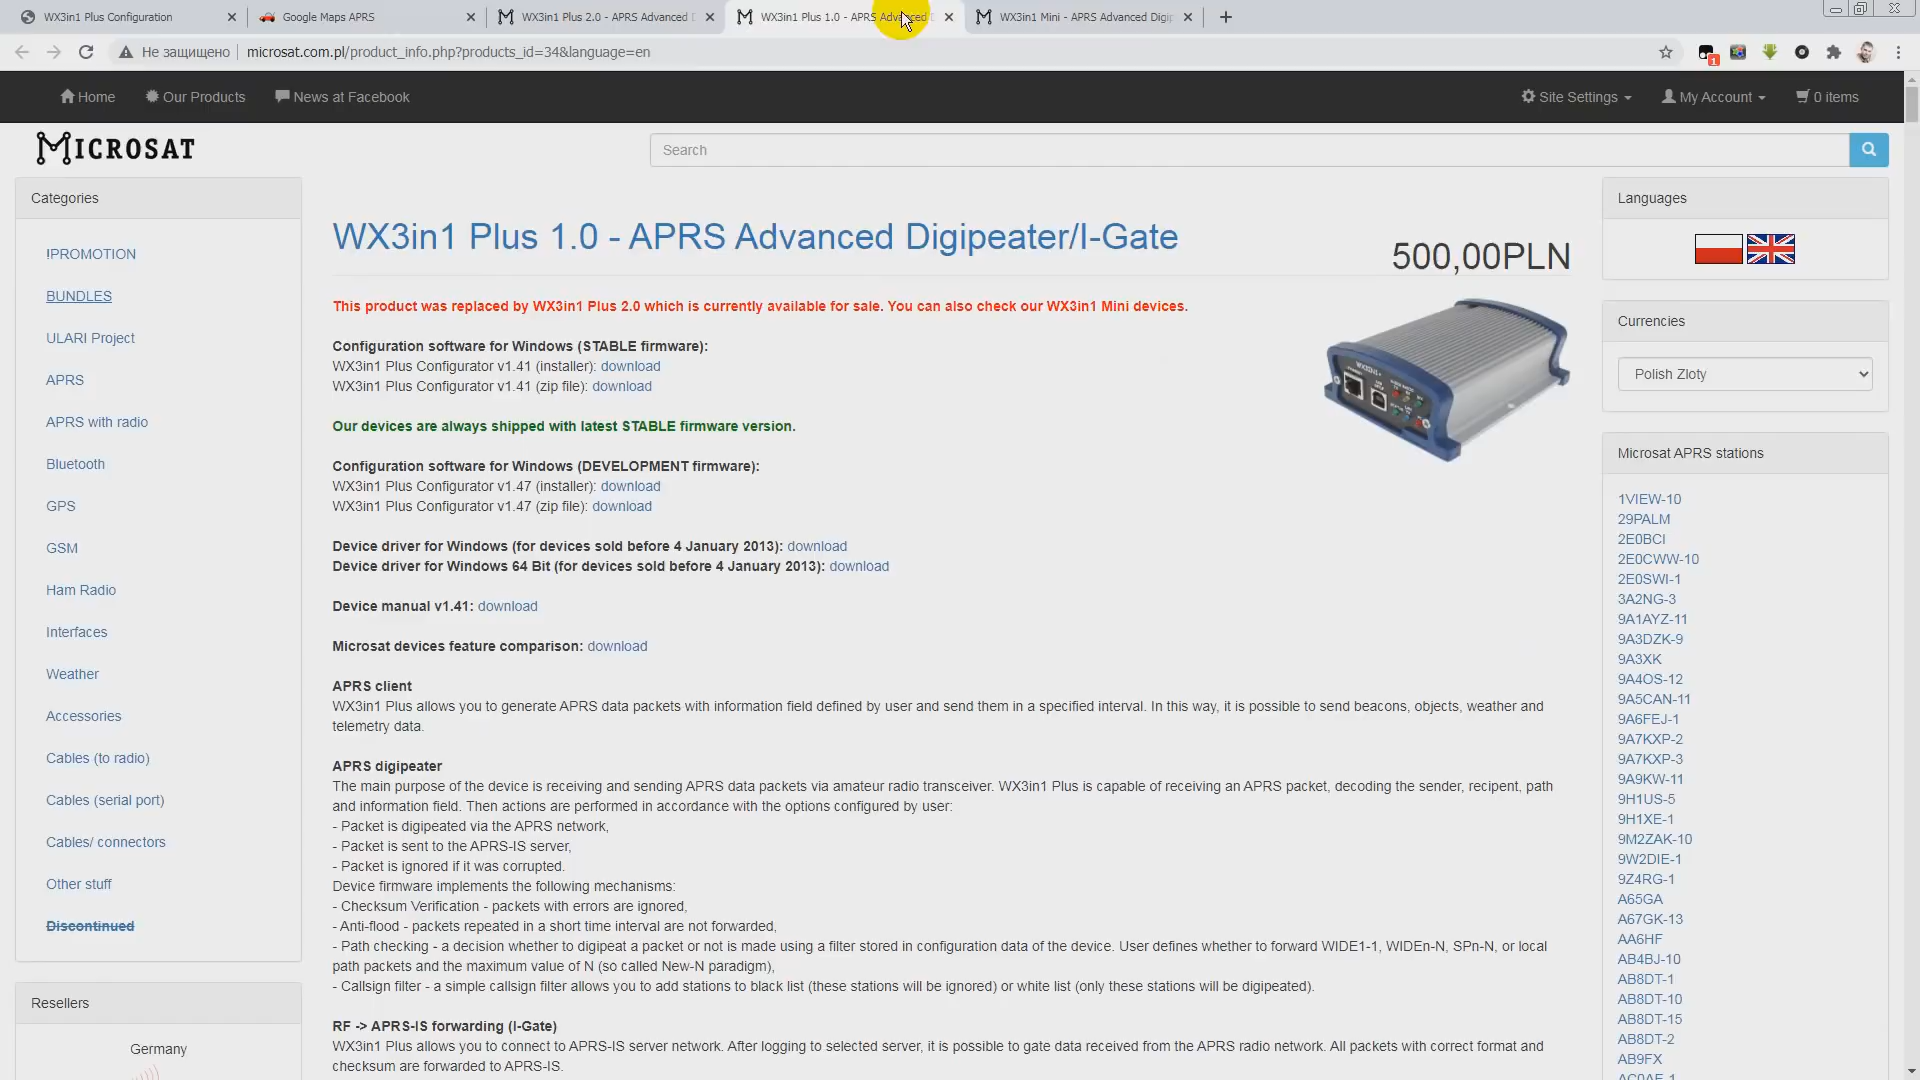 WX3in1 Plus Configuration
Google Maps APRS
WX3in1 Plus 2.0 - APRS Advanced
WX3in1 Plus 1.0 - APRS Advanced
WX3in1 Mini - APRS Advanced Digip
Не защищено
microsat.com.pl/product_info.php?products_id=34&language=en
1
Home
Our Products
News at Facebook
Site Settings
My Account
0 items
MICROSAT
Search
Categories
!PROMOTION
BUNDLES
ULARI Project
APRS
APRS with radio
Bluetooth
GPS
GSM
Ham Radio
Interfaces
Weather
Accessories
Cables (to radio)
Cables (serial port)
Cables/ connectors
Other stuff
Discontinued
Resellers
Germany
WX3in1 Plus 1.0 - APRS Advanced Digipeater/I-Gate
500,00PLN
This product was replaced by WX3in1 Plus 2.0 which is currently available for sale. You can also check our WX3in1 Mini devices.
Configuration software for Windows (STABLE firmware):
WX3in1 Plus Configurator v1.41 (installer): download
WX3in1 Plus Configurator v1.41 (zip file): download
Our devices are always shipped with latest STABLE firmware version.
Configuration software for Windows (DEVELOPMENT firmware):
WX3in1 Plus Configurator v1.47 (installer): download
WX3in1 Plus Configurator v1.47 (zip file): download
Device driver for Windows (for devices sold before 4 January 2013): download
Device driver for Windows 64 Bit (for devices sold before 4 January 2013): download
Device manual v1.41: download
Microsat devices feature comparison: download
APRS client
WX3in1 Plus allows you to generate APRS data packets with information field defined by user and send them in a specified interval. In this way, it is possible to send beacons, objects, weather and
telemetry data.
APRS digipeater
The main purpose of the device is receiving and sending APRS data packets via amateur radio transceiver. WX3in1 Plus is capable of receiving an APRS packet, decoding the sender, recipent, path
and information field. Then actions are performed in accordance with the options configured by user:
- Packet is digipeated via the APRS network,
- Packet is sent to the APRS-IS server,
- Packet is ignored if it was corrupted.
Device firmware implements the following mechanisms:
- Checksum Verification - packets with errors are ignored,
- Anti-flood - packets repeated in a short time interval are not forwarded,
- Path checking - a decision whether to digipeat a packet or not is made using a filter stored in configuration data of the device. User defines whether to forward WIDE1-1, WIDEn-N, SPn-N, or local
path packets and the maximum value of N (so called New-N paradigm),
- Callsign filter - a simple callsign filter allows you to add stations to black list (these stations will be ignored) or white list (only these stations will be digipeated).
RF -> APRS-IS forwarding (I-Gate)
WX3in1 Plus allows you to connect to APRS-IS server network. After logging to selected server, it is possible to gate data received from the APRS radio network. All packets with correct format and
checksum are forwarded to APRS-IS.
Languages
Currencies
Polish Zloty
Microsat APRS stations
1VIEW-10
29PALM
2E0BCI
2E0CWW-10
2E0SWI-1
3A2NG-3
9A1AYZ-11
9A3DZK-9
9A3XK
9A4OS-12
9A5CAN-11
9A6FEJ-1
9A7KXP-2
9A7KXP-3
9A9KW-11
9H1US-5
9H1XE-1
9M2ZAK-10
9W2DIE-1
9Z4RG-1
A65GA
A67GK-13
AA6HF
AB4BJ-10
AB8DT-1
AB8DT-10
AB8DT-15
AB8DT-2
AB9FX